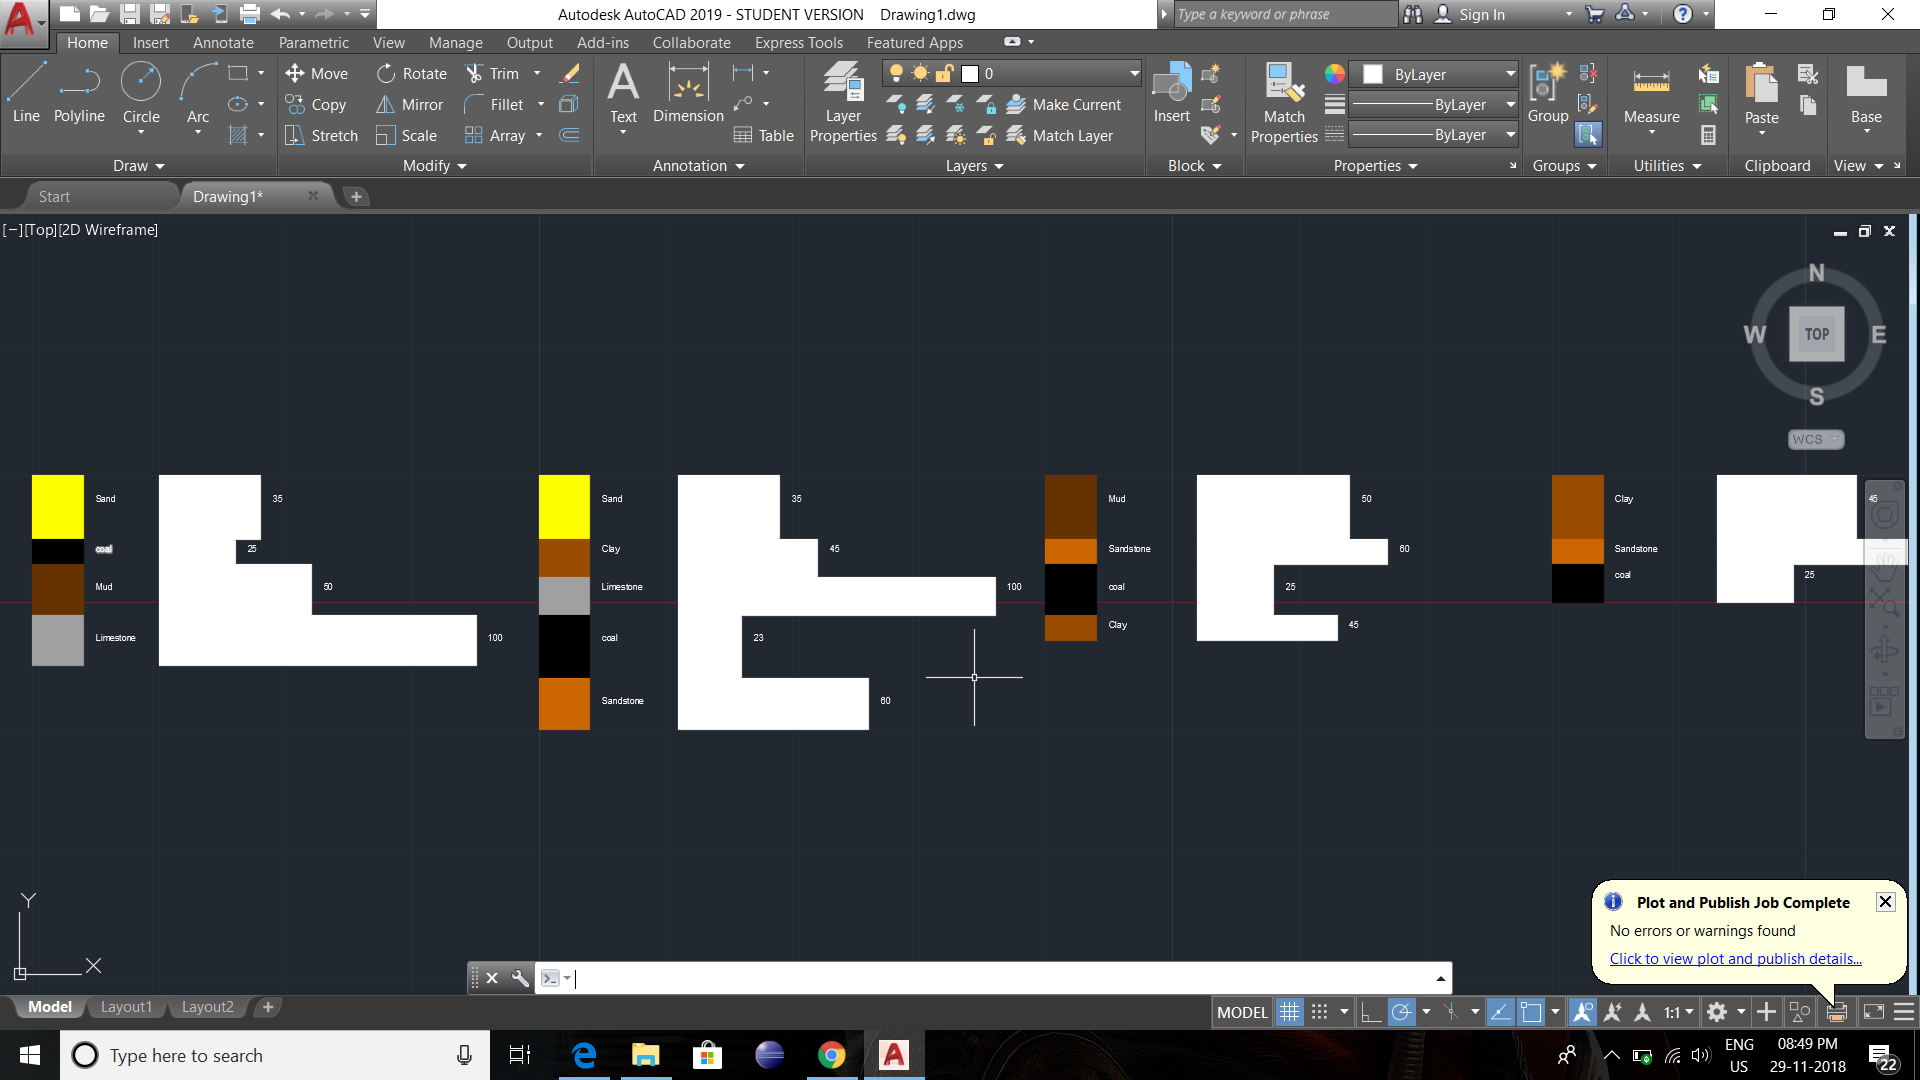 Autodesk AutoCAD 2019 - STUDENT VERSION Drawing1.dwg
Type a keyword or phrase
Sign In
Home Insert Annotate Parametric View Manage Output Add-ins Collaborate Express Tools Featured Apps
Line Polyline Circle Arc
Move Rotate Trim
Copy Mirror Fillet
Stretch Scale Array
Text Dimension Table
Layer Properties
0
Make Current
Match Layer
Insert
Match Properties
ByLayer
ByLayer
ByLayer
Group Measure Paste Base
Draw Modify Annotation Layers Block Properties Groups Utilities Clipboard View
Start Drawing1*
[−][Top][2D Wireframe]
N
W TOP E
S
WCS
Sand 35 Sand 35 Mud 50 Clay 45
coal 25 Clay 45 Sandstone 60 Sandstone
coal 25
Mud 50 Limestone 100 coal 25
Clay 45
Limestone 100 coal 23
Sandstone 60
Y
X
Plot and Publish Job Complete
No errors or warnings found
Click to view plot and publish details...
Model Layout1 Layout2
MODEL 1:1
Type here to search
ENG
US
08:49 PM
29-11-2018
22